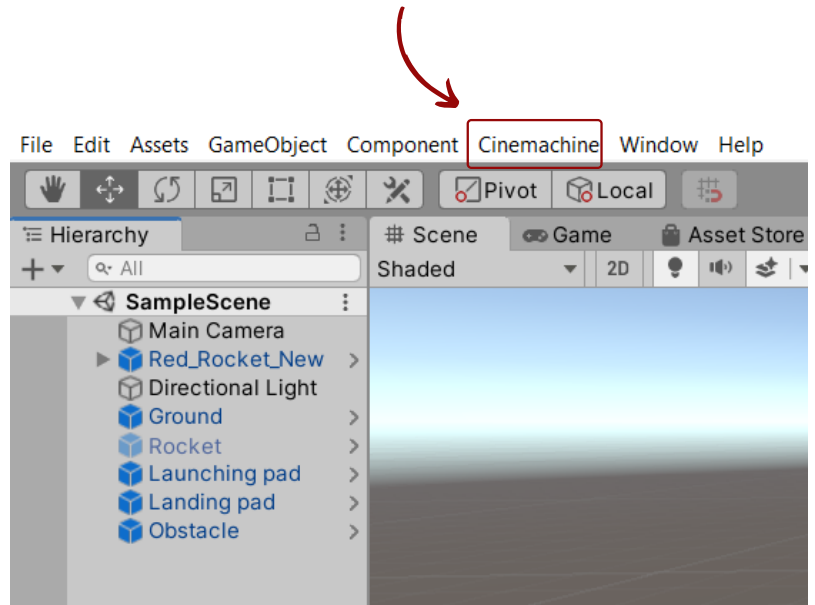 File Edit Assets GameObject Component Cinemachine Window Help
Pivot Local
Hierarchy
Scene Game Asset Store
All
Shaded 2D
SampleScene
Main Camera
Red_Rocket_New
Directional Light
Ground
Rocket
Launching pad
Landing pad
Obstacle